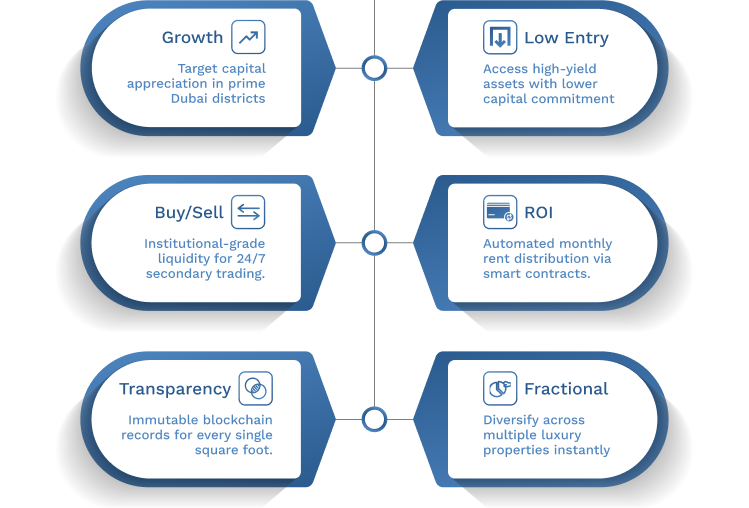 Growth
Target capital
appreciation in prime
Dubai districts
Low Entry
Access high-yield
assets with lower
capital commitment
Buy/Sell
Institutional-grade
liquidity for 24/7
secondary trading.
ROI
Automated monthly
rent distribution via
smart contracts.
Transparency
Immutable blockchain
records for every single
square foot.
Fractional
Diversify across
multiple luxury
properties instantly